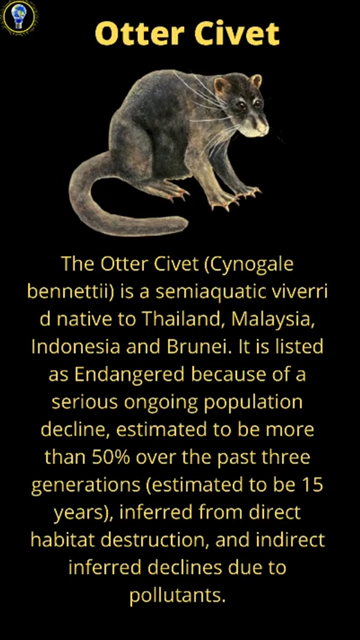 Otter Civet
The Otter Civet (Cynogale
bennettii) is a semiaquatic viverri
d native to Thailand, Malaysia,
Indonesia and Brunei. It is listed
as Endangered because of a
serious ongoing population
decline, estimated to be more
than 50% over the past three
generations (estimated to be 15
years), inferred from direct
habitat destruction, and indirect
inferred declines due to
pollutants.